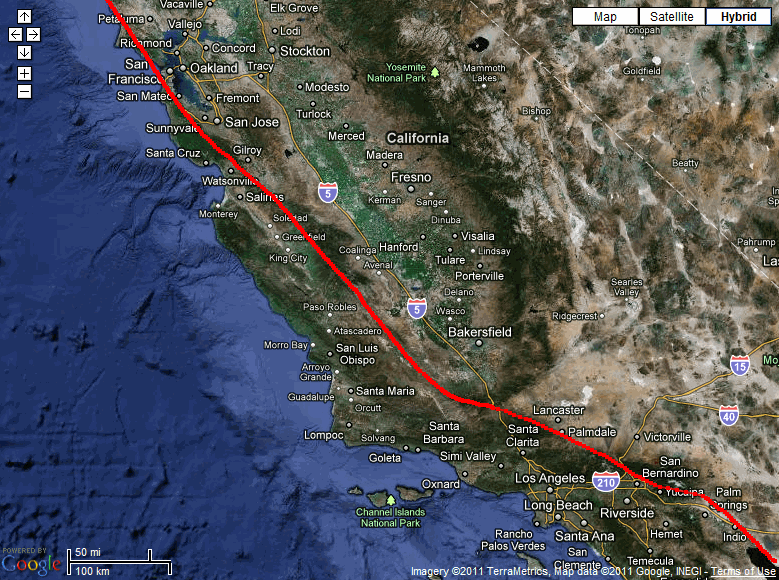 Map
Satellite
Hybrid
Vacaville
Elk Grove
Petaluma
Vallejo
Lodi
Richmond
Concord
Stockton
San Francisco
Oakland
Tracy
San Mateo
Fremont
Modesto
Turlock
Sunnyvale
San Jose
Merced
Santa Cruz
Gilroy
Watsonville
Salinas
Monterey
Soledad
Greenfield
King City
Yosemite
National Park
Mammoth
Lakes
Tonopah
Goldfield
Bishop
California
Madera
Fresno
Beatty
5
Kerman
Sanger
Dinuba
Coalinga
Hanford
Visalia
Avenal
Tulare
Lindsay
Porterville
Pahrump
Las
Searles
Valley
Ridgecrest
Delano
5
Wasco
Bakersfield
Paso Robles
Atascadero
Morro Bay
San Luis
Obispo
Arroyo
Grande
Guadalupe
Santa Maria
Orcutt
Lompoc
Solvang
Santa
Barbara
Goleta
15
Mo
40
Lancaster
Palmdale
Santa
Clarita
Victorville
Simi Valley
Oxnard
Los Angeles
210
San
Bernardino
Yucaipa
Palm
Springs
Channel Islands
National Park
Long Beach
Riverside
Rancho
Palos Verdes
Santa Ana
Hemet
Indio
San
Clemente
Temecula
POWERED BY
Google
50 mi
100 km
Imagery ©2011 TerraMetrics, Map data ©2011 Google, INEGI - Terms of Use